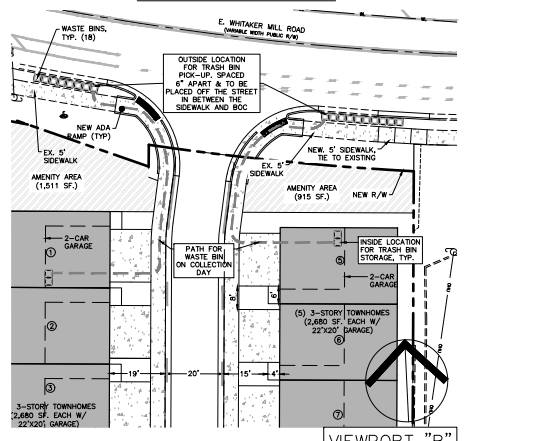 E. WHITAKER MILL ROAD
(VARIABLE WIDTH PUBLIC R/W)
WASTE BINS,
TYP. (18)
OUTSIDE LOCATION
FOR TRASH BIN
PICK-UP. SPACED
6" APART & TO BE
PLACED OFF THE STREET
IN BETWEEN THE
SIDEWALK AND BOC
NEW ADA
RAMP (TYP)
EX. 5'
SIDEWALK
AMENITY AREA
(1,511 SF.)
EX. 5'
SIDEWALK
NEW. 5' SIDEWALK,
TIE TO EXISTING
AMENITY AREA
(915 SF.)
NEW R/W
2-CAR
GARAGE
1
PATH FOR
WASTE BIN
ON COLLECTION
DAY
INSIDE LOCATION
FOR TRASH BIN
STORAGE, TYP.
5
2-CAR
GARAGE
8'
6'
2
(5) 3-STORY TOWNHOMES
(2,680 SF. EACH W/
22'X20' GARAGE)
6
19'
20'
15'
4'
3
3-STORY TOWNHOMES
(2,680 SF. EACH W/
22'X20' GARAGE)
7
VIEWPORT "B"